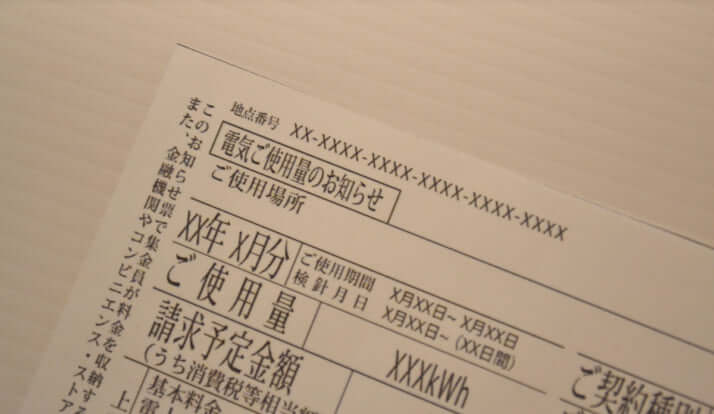 地点番号 XX-XXXX-XXXX-XXXX-XXXX-XXXX
電気ご使用量のお知らせ
ご使用場所
XX年 X月分
ご使用期間 X月XX日~ X月XX日
検針月日 X月XX日~ (XX日間)
ご使用量
XXXkWh
請求予定金額
(うち消費税等相当額
ご契約種別
基本料金
上
このお知らせ票で集金員が料金を収納する
また、金融機関やコンビニエンス・ストア